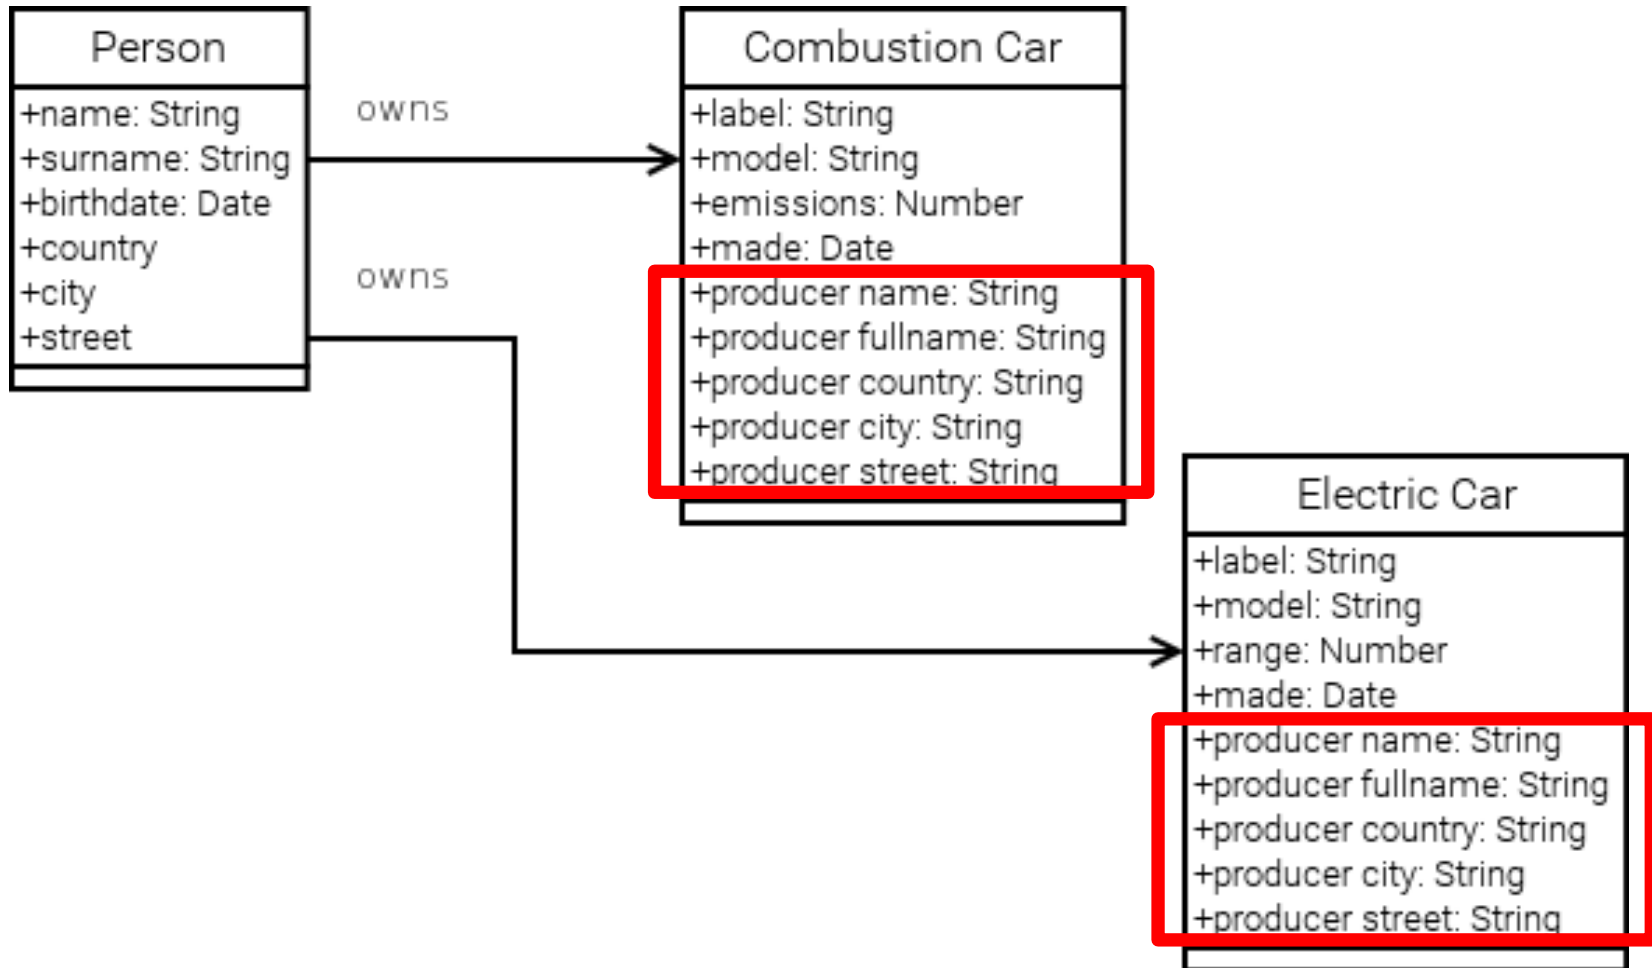 Person
+name: String
+surname: String
+birthdate: Date
+country
+city
+street
owns
owns
Combustion Car
+label: String
+model: String
+emissions: Number
+made: Date
+producer name: String
+producer fullname: String
+producer country: String
+producer city: String
+producer street: String
Electric Car
+label: String
+model: String
+range: Number
+made: Date
+producer name: String
+producer fullname: String
+producer country: String
+producer city: String
+producer street: String